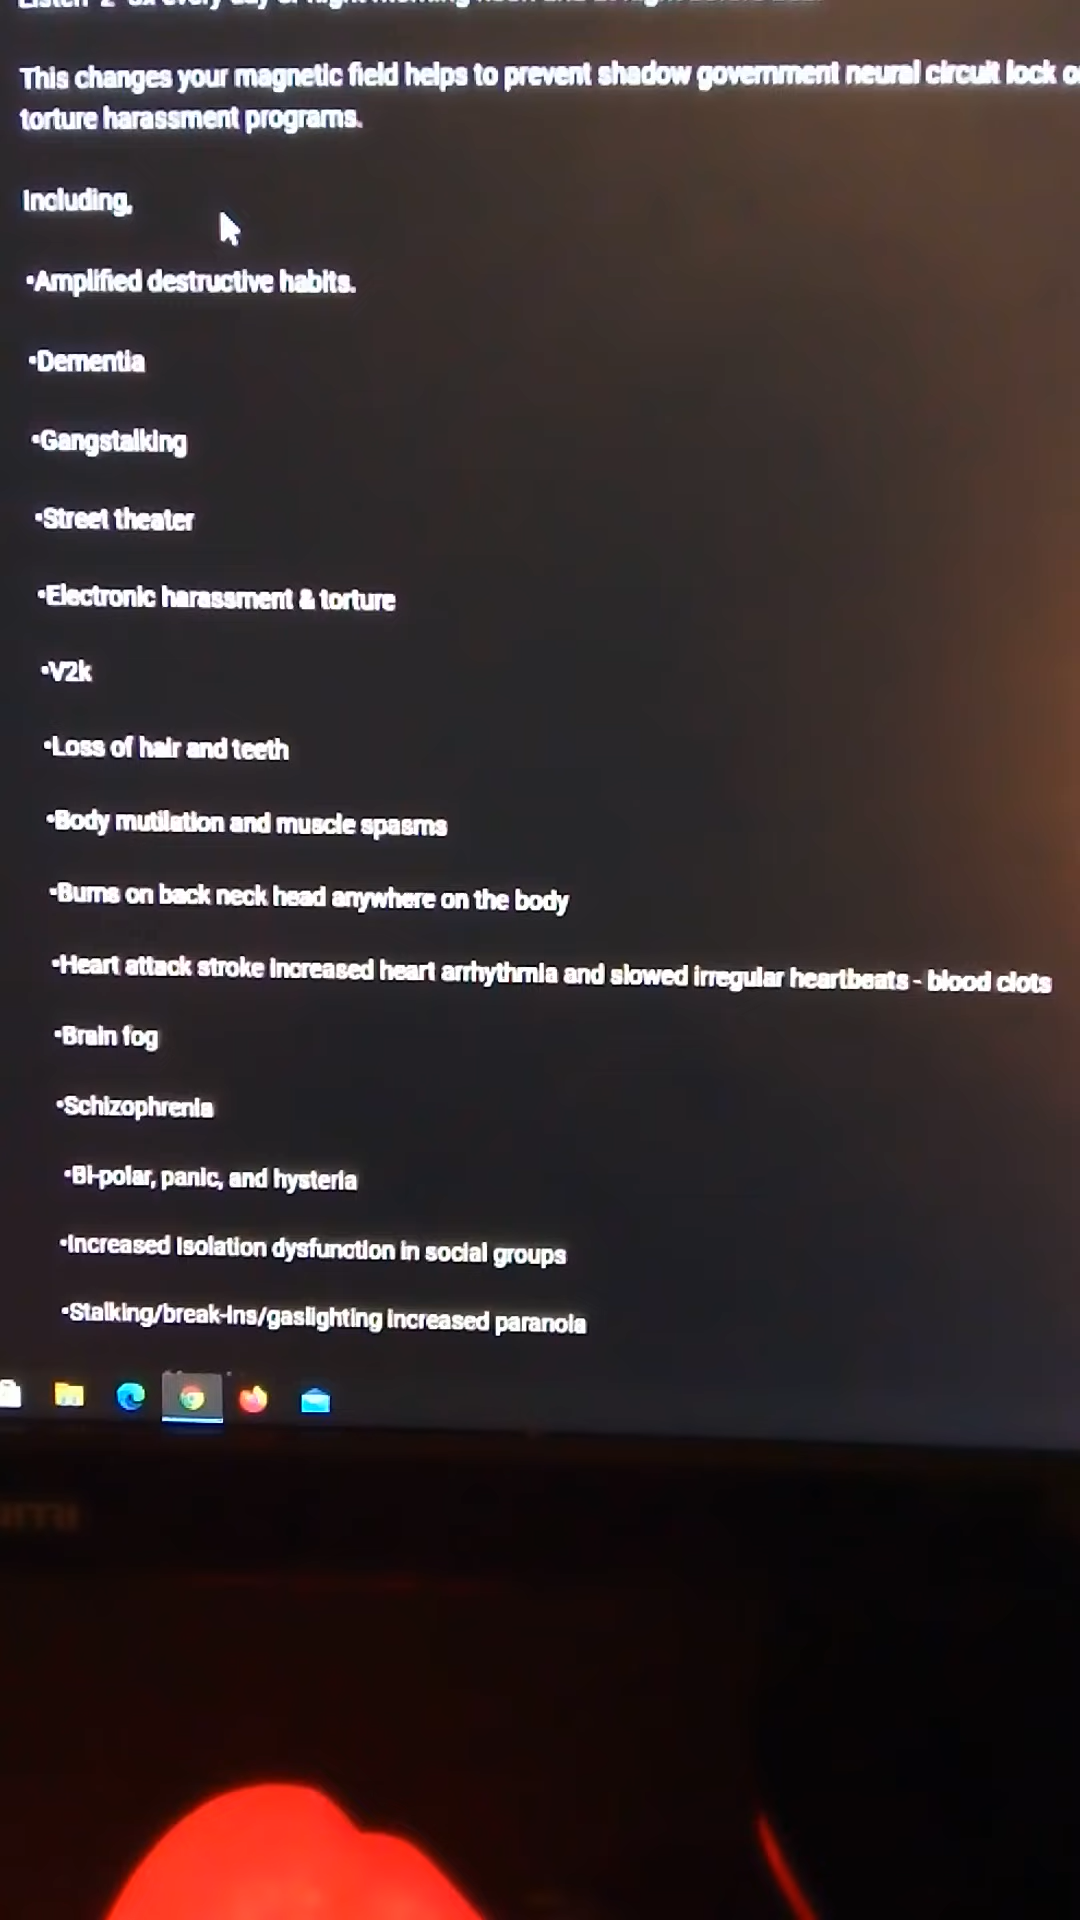 This changes your magnetic field helps to prevent shadow government neural circuit lock
torture harassment programs.
Including,
•Amplified destructive habits.
•Dementia
•Gangstalking
•Street theater
•Electronic harassment & torture
•V2k
•Loss of hair and teeth
•Body mutilation and muscle spasms
•Burns on back neck head anywhere on the body
•Heart attack stroke increased heart arrhythmia and slowed irregular heartbeats - blood clots
•Brain fog
•Schizophrenia
•Bi-polar, panic, and hysteria
•Increased isolation dysfunction in social groups
•Stalking/break-ins/gaslighting increased paranoia